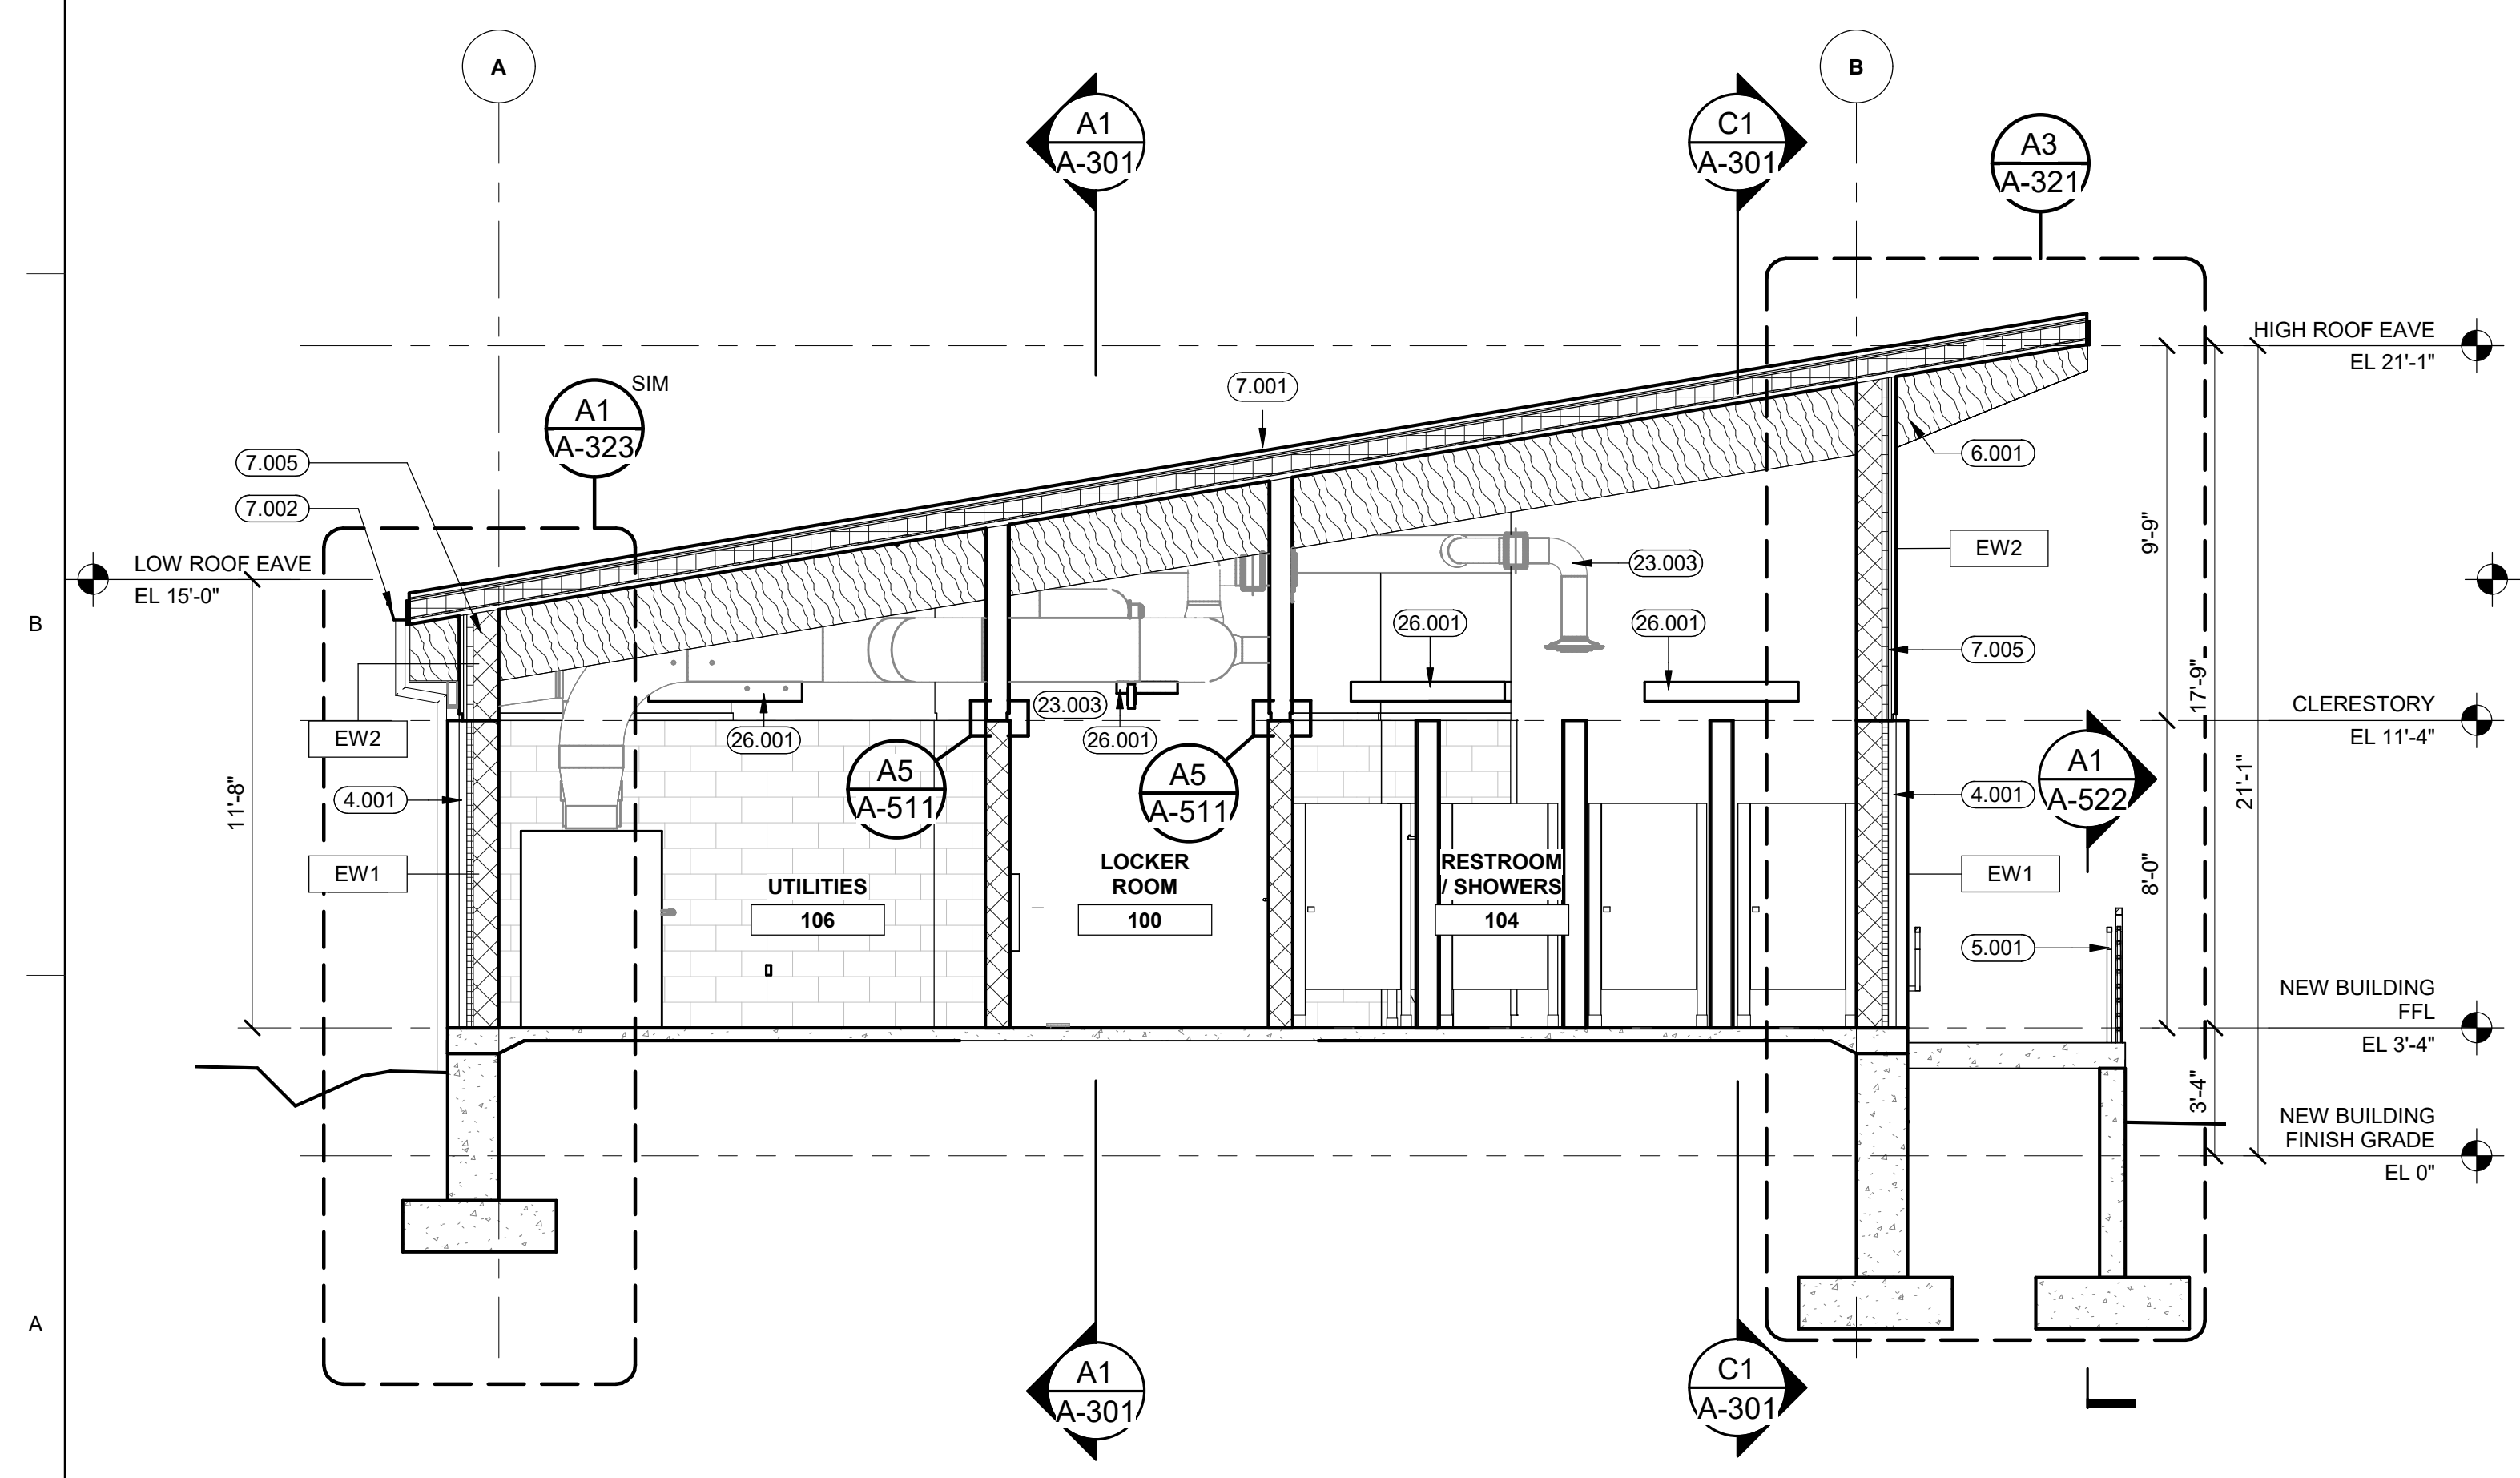 A
B
A1
A-301
C1
A-301
A3
A-321
HIGH ROOF EAVE
EL 21'-1"
SIM
A1
A-323
7.001
7.005
7.002
6.001
LOW ROOF EAVE
EL 15'-0"
EW2
9'-9"
23.003
26.001
26.001
B
7.005
17'-9"
23.003
CLERESTORY
EL 11'-4"
EW2
26.001
26.001
A5
A-511
A5
A-511
A1
A-522
4.001
4.001
11'-8"
21'-1"
EW1
EW1
8'-0"
UTILITIES
106
LOCKER
ROOM
100
RESTROOM
/ SHOWERS
104
5.001
NEW BUILDING
FFL
EL 3'-4"
3'-4"
NEW BUILDING
FINISH GRADE
EL 0"
A
A1
A-301
C1
A-301